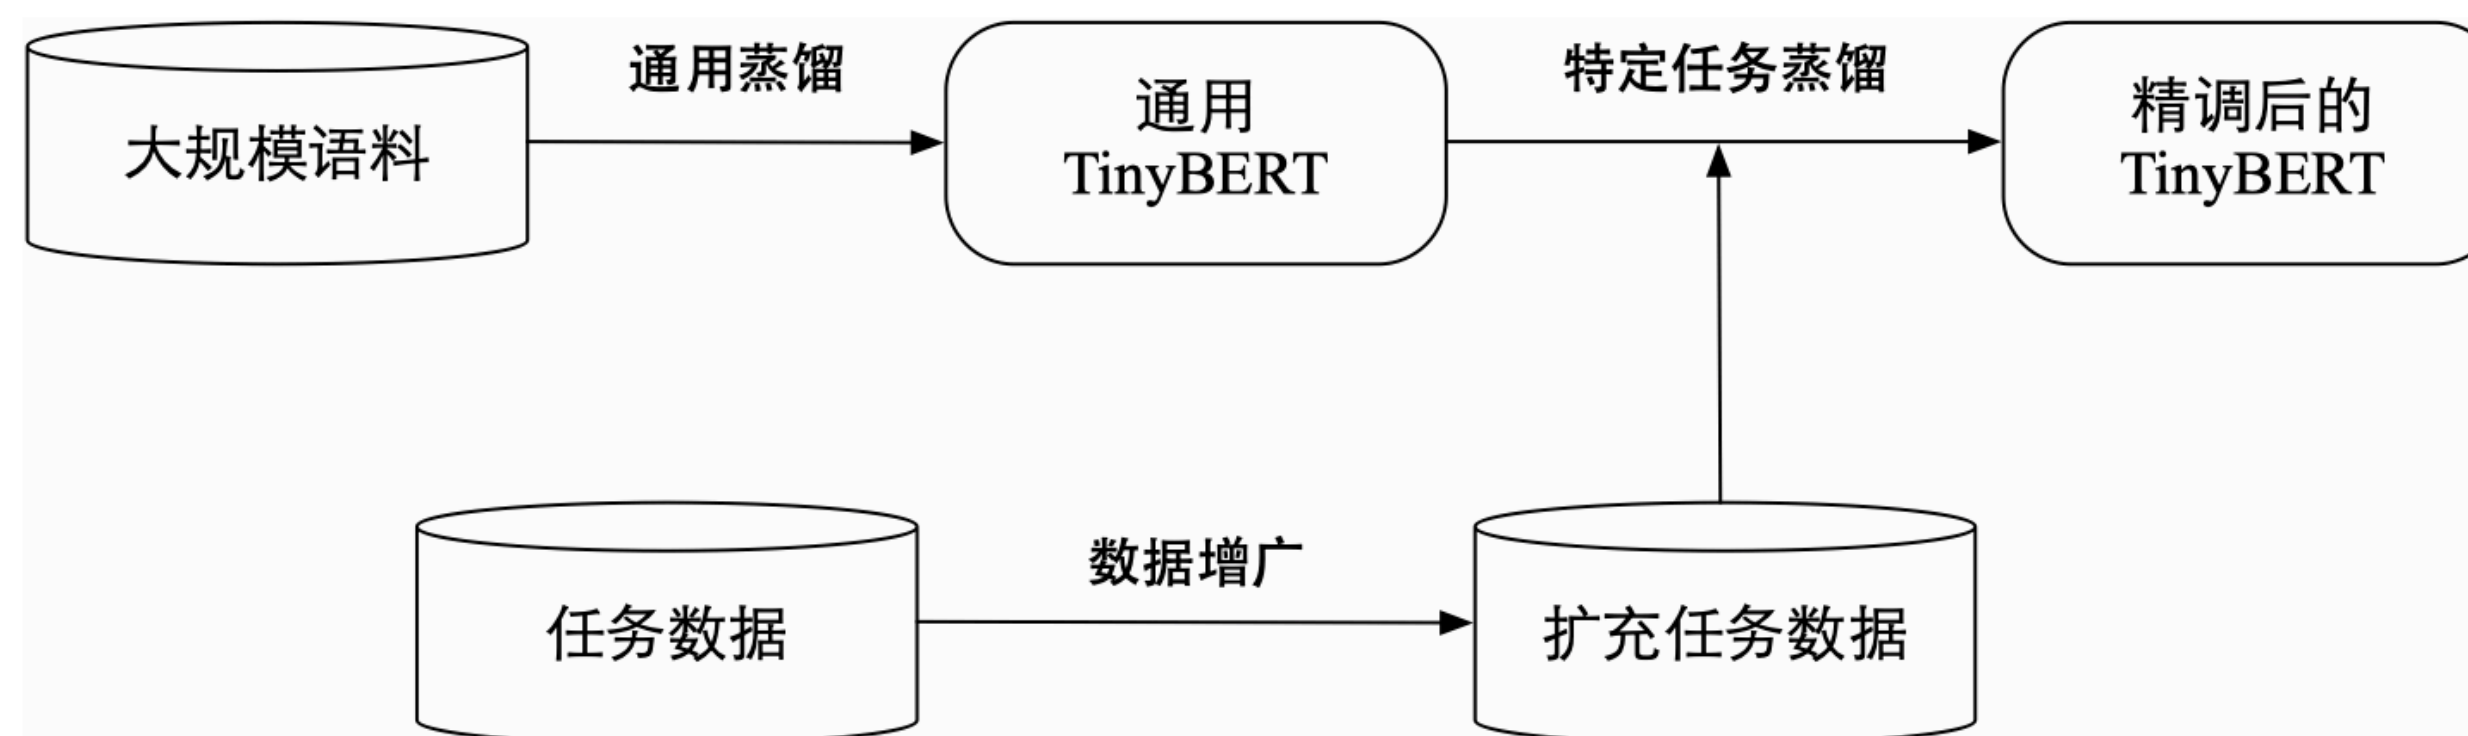 通用蒸馏
特定任务蒸馏
大规模语料
通用
TinyBERT
精调后的
TinyBERT
数据增广
任务数据
扩充任务数据